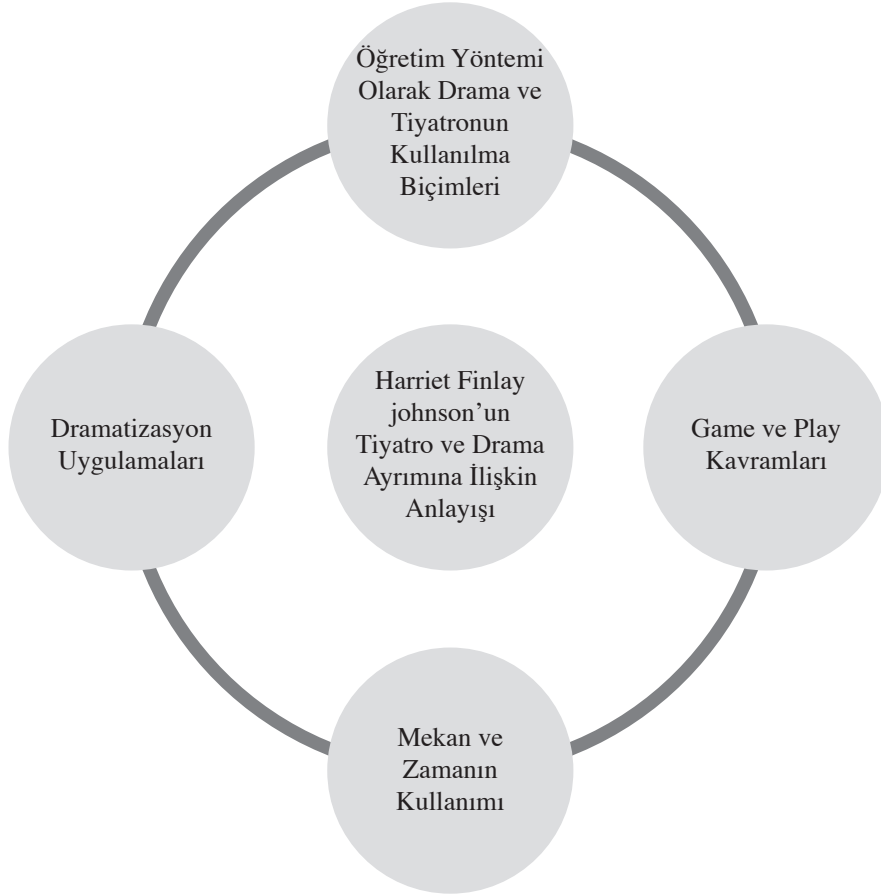 Öğretim Yöntemi
Olarak Drama ve
Tiyatronun
Kullanılma
Biçimleri
Dramatizasyon
Uygulamaları
Harriet Finlay
johnson’un
Tiyatro ve Drama
Ayrımına İlişkin
Anlayışı
Game ve Play
Kavramları
Mekan ve
Zamanın
Kullanımı